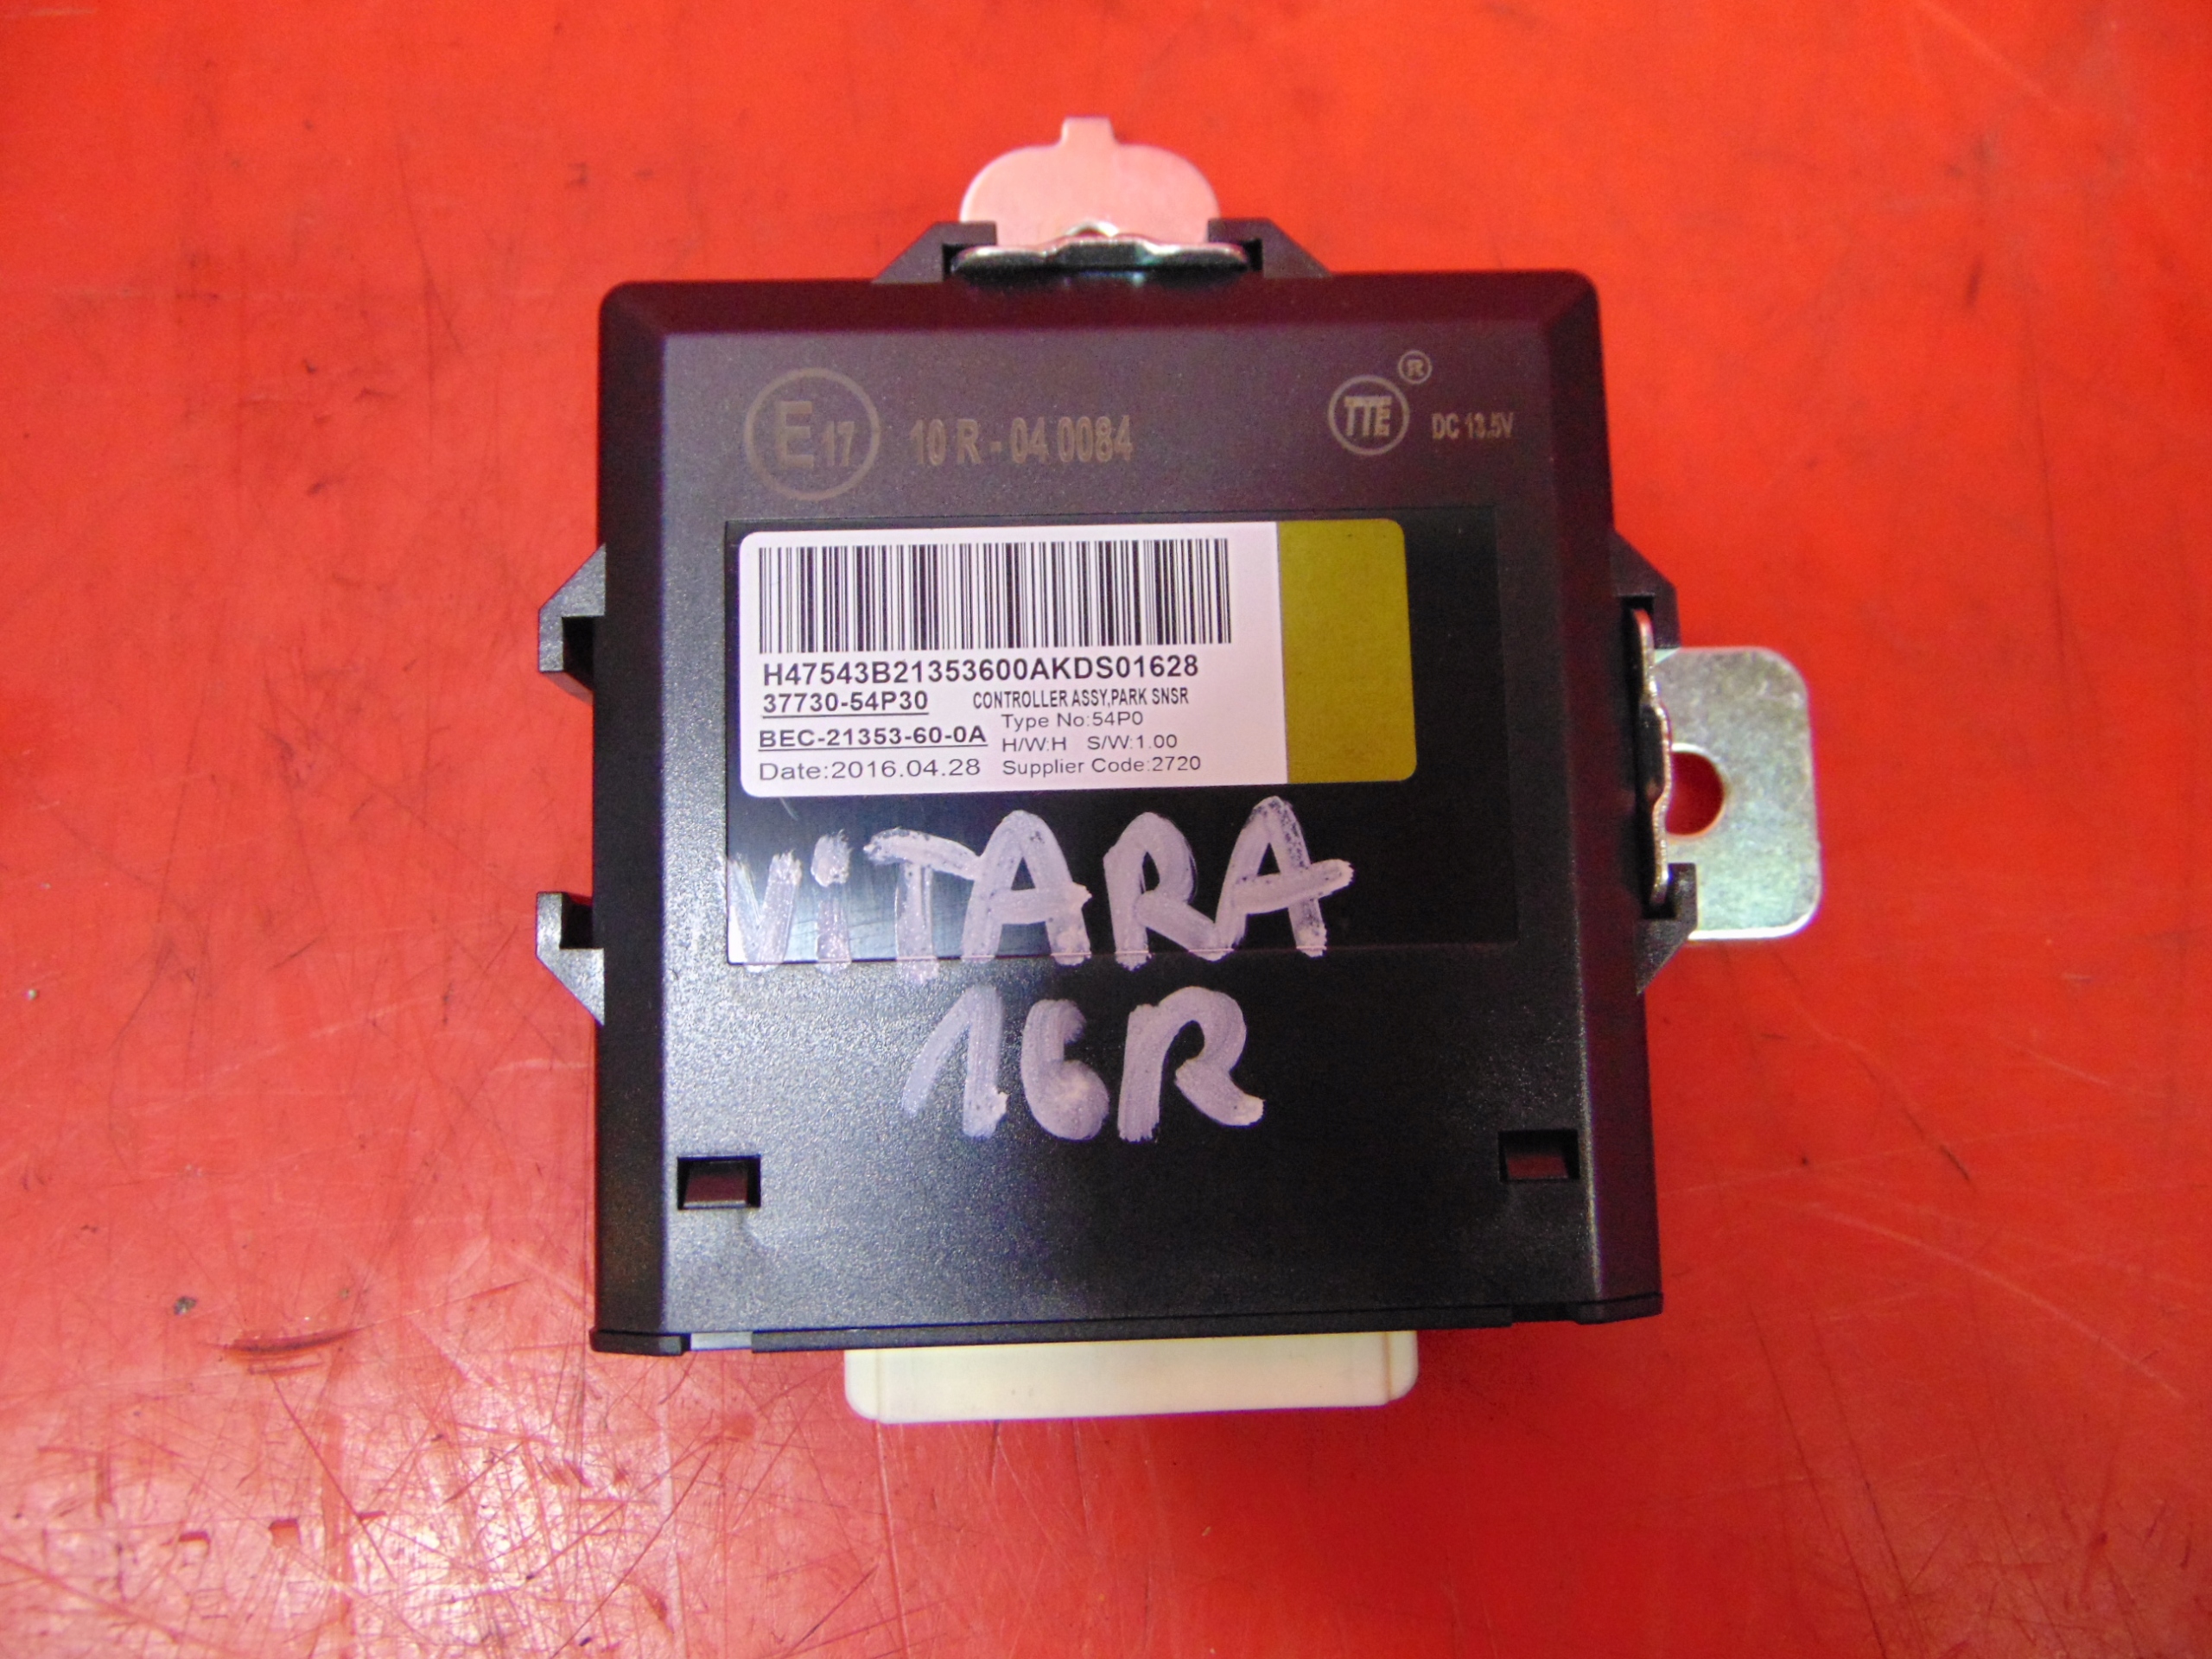 E17 10 R - 04 0084
TTE ® DC 13.5V
H47543B21353600AKDS01628
37730-54P30 CONTROLLER ASSY,PARK SNSR
Type No:54P0
BEC-21353-60-0A H/W:H S/W:1.00
Date:2016.04.28 Supplier Code:2720
ViTARA
16R